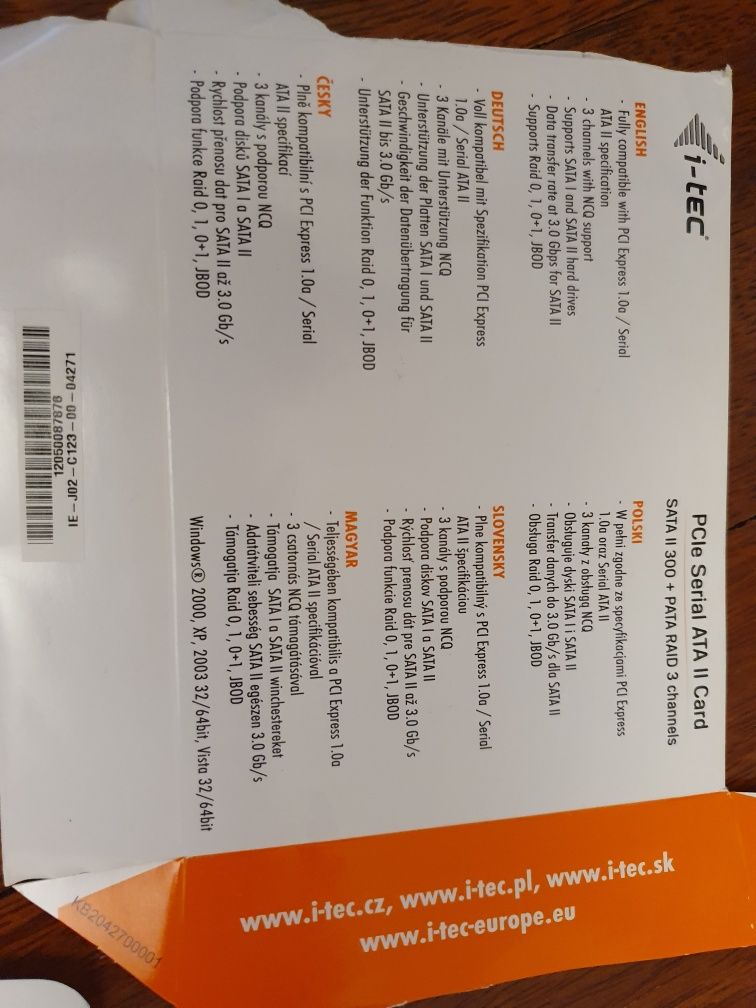 i-tec®
PCIe Serial ATA II Card
SATA II 300 + PATA RAID 3 channels
ENGLISH
- Fully compatible with PCI Express 1.0a / Serial
ATA II specification
- 3 channels with NCQ support
- Supports SATA I and SATA II hard drives
- Data transfer rate at 3.0 Gbps for SATA II
- Supports Raid 0, 1, 0+1, JBOD
DEUTSCH
- Voll kompatibel mit Spezifikation PCI Express
1.0a / Serial ATA II
- 3 Kanäle mit Unterstützung NCQ
- Unterstützung der Platten SATA I und SATA II
- Geschwindigkeit der Datenübertragung für
SATA II bis 3.0 Gb/s
- Unterstützung der Funktion Raid 0, 1, 0+1, JBOD
ČESKY
- Plně kompatibilní s PCI Express 1.0a / Serial
ATA II specifikací
- 3 kanály s podporou NCQ
- Podpora disků SATA I a SATA II
- Rychlost přenosu dat pro SATA II až 3.0 Gb/s
- Podpora funkce Raid 0, 1, 0+1, JBOD
POLSKI
- W pełni zgodne ze specyfikacjami PCI Express
1.0a oraz Serial ATA II
- 3 kanały z obsługą NCQ
- Obsługuje dyski SATA I i SATA II
- Transfer danych do 3.0 Gb/s dla SATA II
- Obsługa Raid 0, 1, 0+1, JBOD
SLOVENSKY
- Plne kompatibilný s PCI Express 1.0a / Serial
ATA II špecifikáciou
- 3 kanály s podporou NCQ
- Podpora diskov SATA I a SATA II
- Rýchlosť prenosu dát pre SATA II až 3.0 Gb/s
- Podpora funkcie Raid 0, 1, 0+1, JBOD
MAGYAR
- Teljességében kompatibilis a PCI Express 1.0a
/ Serial ATA II specifikációval
- 3 csatornás NCQ támogatásával
- Támogatja SATA I a SATA II winchestereket
- Adatátviteli sebesség SATA II egészen 3.0 Gb/s
- Támogatja Raid 0, 1, 0+1, JBOD
Windows® 2000, XP, 2003 32/64bit, Vista 32/64bit
IE-J02-C123-00-04271
12050087876
www.i-tec.cz, www.i-tec.pl, www.i-tec.sk
www.i-tec-europe.eu
KB2042700001